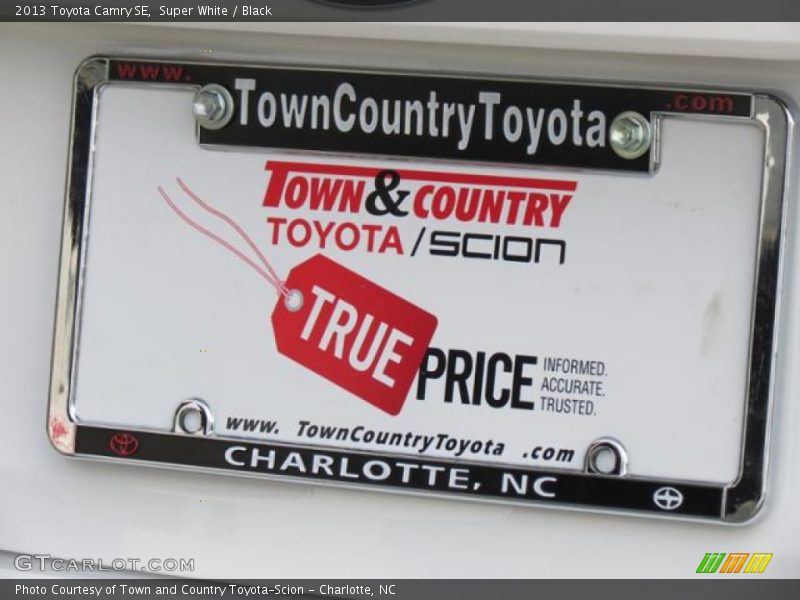 2013 Toyota Camry SE, Super White / Black
www. .com
TownCountryToyota
TOWN & COUNTRY
TOYOTA / SCION
TRUE PRICE
INFORMED.
ACCURATE.
TRUSTED.
www. TownCountryToyota .com
CHARLOTTE, NC
GTCARLOT.COM
Photo Courtesy of Town and Country Toyota-Scion – Charlotte, NC